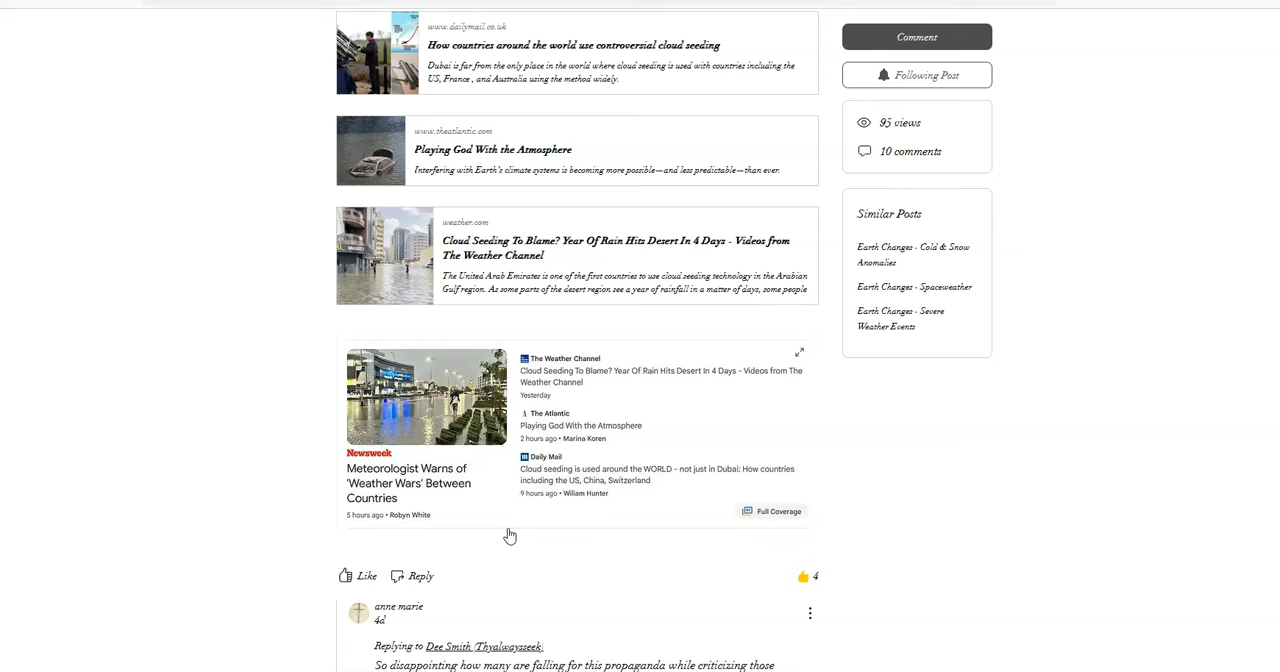 www.dailymail.co.uk
How countries around the world use controversial cloud seeding
Dubai is far from the only place in the world where cloud seeding is used with countries including the
US, France , and Australia using the method widely.
www.theatlantic.com
Playing God With the Atmosphere
Interfering with Earth's climate systems is becoming more possible—and less predictable—than ever.
weather.com
Cloud Seeding To Blame? Year Of Rain Hits Desert In 4 Days - Videos from
The Weather Channel
The United Arab Emirates is one of the first countries to use cloud seeding technology in the Arabian
Gulf region. As some parts of the desert region see a year of rainfall in a matter of days, some people
Newsweek
Meteorologist Warns of
'Weather Wars' Between
Countries
5 hours ago • Robyn White
The Weather Channel
Cloud Seeding To Blame? Year Of Rain Hits Desert In 4 Days - Videos from The
Weather Channel
Yesterday
The Atlantic
Playing God With the Atmosphere
2 hours ago • Marina Koren
Daily Mail
Cloud seeding is used around the WORLD - not just in Dubai: How countries
including the US, China, Switzerland
9 hours ago • Wiliam Hunter
Full Coverage
Like
Reply
4
anne marie
4d
Replying to Dee Smith (Thyalwaysseek)
So disappointing how many are falling for this propaganda while criticizing those
Comment
Following Post
95 views
10 comments
Similar Posts
Earth Changes - Cold & Snow
Anomalies
Earth Changes - Spaceweather
Earth Changes - Severe
Weather Events